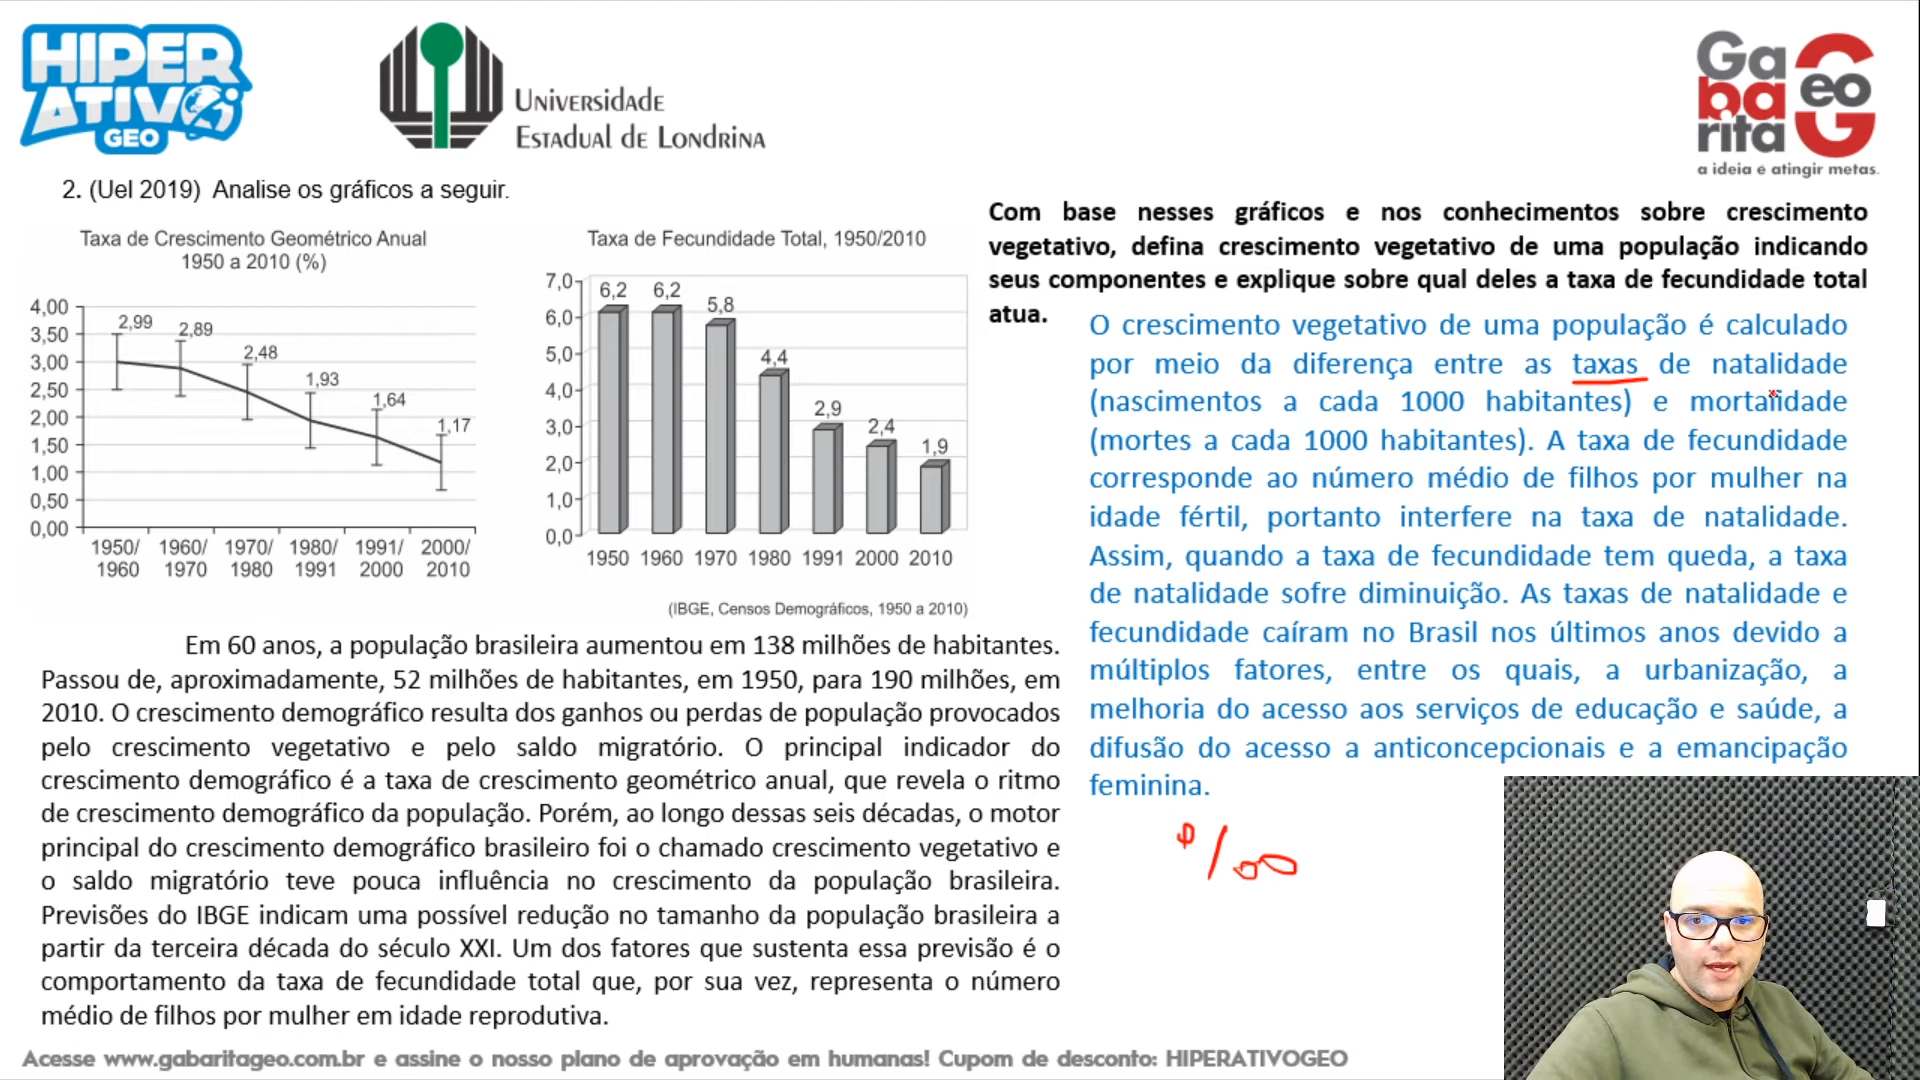 HIPER
ATIVO
GEO
UNIVERSIDADE
ESTADUAL DE LONDRINA
Ga
ba
rita
G
eo
a ideia é atingir metas.
2. (Uel 2019) Analise os gráficos a seguir.
Taxa de Crescimento Geométrico Anual
1950 a 2010 (%)
4,00
3,50
3,00
2,50
2,00
1,50
1,00
0,50
0,00
2,99
2,89
2,48
1,93
1,64
1,17
1950/ 1960/ 1970/ 1980/ 1991/ 2000/
1960 1970 1980 1991 2000 2010
Taxa de Fecundidade Total, 1950/2010
7,0
6,0
5,0
4,0
3,0
2,0
1,0
0,0
6,2
6,2
5,8
4,4
2,9
2,4
1,9
1950 1960 1970 1980 1991 2000 2010
(IBGE, Censos Demográficos, 1950 a 2010)
Em 60 anos, a população brasileira aumentou em 138 milhões de habitantes.
Passou de, aproximadamente, 52 milhões de habitantes, em 1950, para 190 milhões, em
2010. O crescimento demográfico resulta dos ganhos ou perdas de população provocados
pelo crescimento vegetativo e pelo saldo migratório. O principal indicador do
crescimento demográfico é a taxa de crescimento geométrico anual, que revela o ritmo
de crescimento demográfico da população. Porém, ao longo dessas seis décadas, o motor
principal do crescimento demográfico brasileiro foi o chamado crescimento vegetativo e
o saldo migratório teve pouca influência no crescimento da população brasileira.
Previsões do IBGE indicam uma possível redução no tamanho da população brasileira a
partir da terceira década do século XXI. Um dos fatores que sustenta essa previsão é o
comportamento da taxa de fecundidade total que, por sua vez, representa o número
médio de filhos por mulher em idade reprodutiva.
Com base nesses gráficos e nos conhecimentos sobre crescimento
vegetativo, defina crescimento vegetativo de uma população indicando
seus componentes e explique sobre qual deles a taxa de fecundidade total
atua.
O crescimento vegetativo de uma população é calculado
por meio da diferença entre as taxas de natalidade
(nascimentos a cada 1000 habitantes) e mortalidade
(mortes a cada 1000 habitantes). A taxa de fecundidade
corresponde ao número médio de filhos por mulher na
idade fértil, portanto interfere na taxa de natalidade.
Assim, quando a taxa de fecundidade tem queda, a taxa
de natalidade sofre diminuição. As taxas de natalidade e
fecundidade caíram no Brasil nos últimos anos devido a
múltiplos fatores, entre os quais, a urbanização, a
melhoria do acesso aos serviços de educação e saúde, a
difusão do acesso a anticoncepcionais e a emancipação
feminina.
‰
Acesse www.gabaritageo.com.br e assine o nosso plano de aprovação em humanas! Cupom de desconto: HIPERATIVOGEO